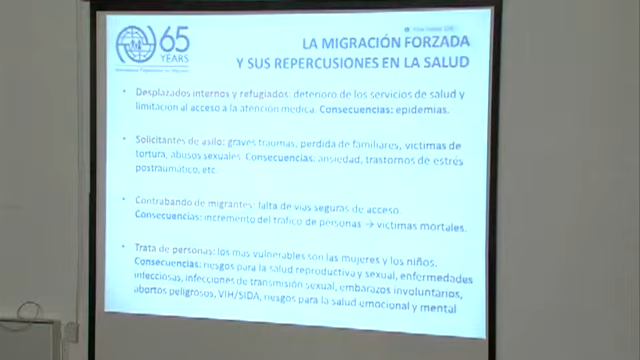 65
YEARS
LA MIGRACIÓN FORZADA
Y SUS REPERCUSIONES EN LA SALUD
• Desplazados internos y refugiados: deterioro de los servicios de salud y
limitación al acceso a la atención medica. Consecuencias: epidemias.
• Solicitantes de asilo: graves traumas, perdida de familiares, victimas de
tortura, abusos sexuales. Consecuencias: ansiedad, trastornos de estrés
postraumático, etc.
• Contrabando de migrantes: falta de vías seguras de acceso.
Consecuencias: incremento del tráfico de personas → victimas mortales.
• Trata de personas: los mas vulnerables son las mujeres y los niños.
Consecuencias: riesgos para la salud reproductiva y sexual, enfermedades
infecciosas, infecciones de transmisión sexual, embarazos involuntarios,
abortos peligrosos, VIH/SIDA, riesgos para la salud emocional y mental